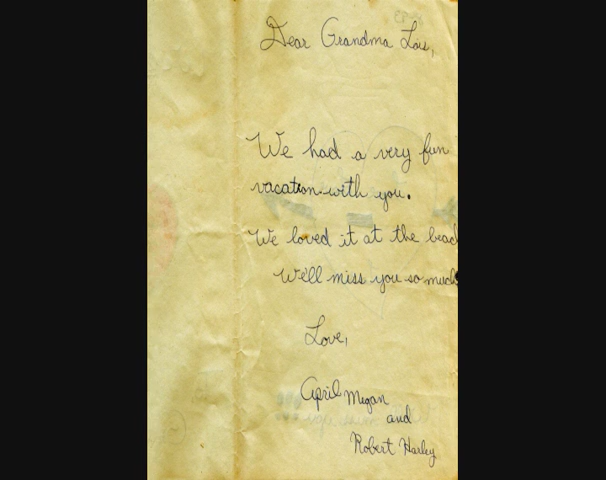 Dear Grandma Lois,
We had a very fun
vacation with you.
We loved it at the beach
We'll miss you so much
Love,
April Megan
and
Robert Harley